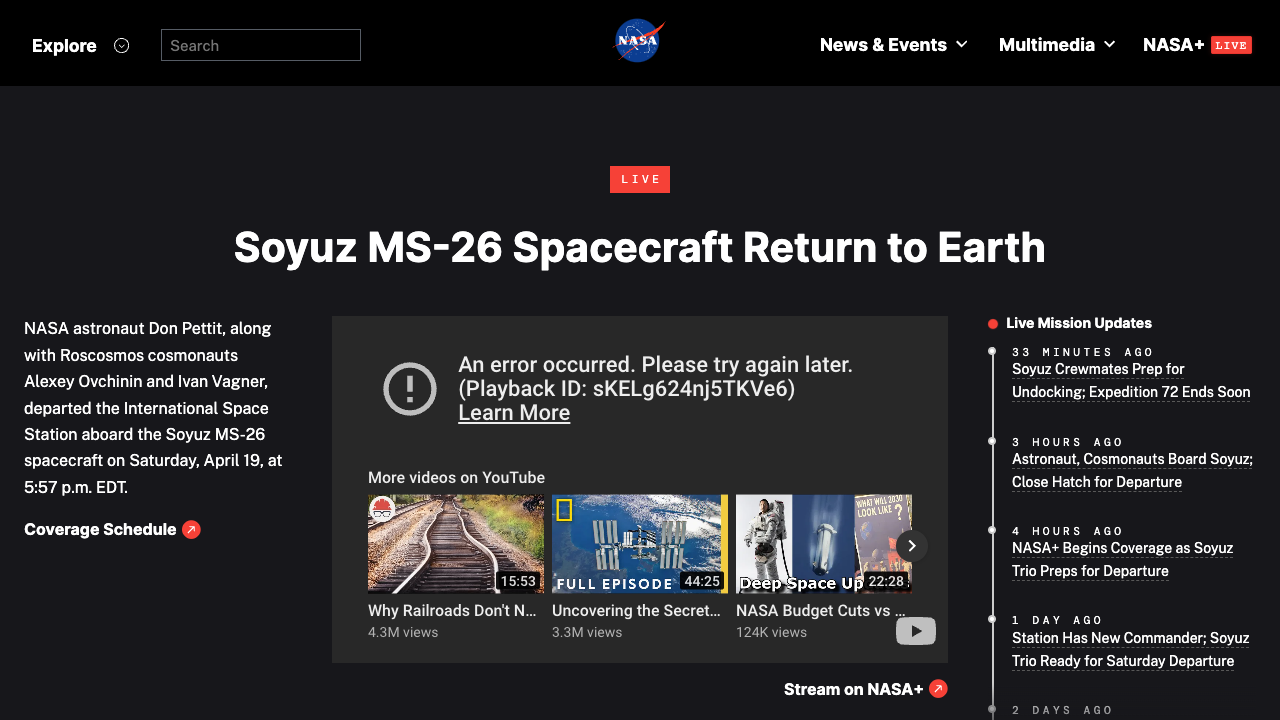 Explore
Search
NASA
News & Events
Multimedia
NASA+ LIVE
LIVE
Soyuz MS-26 Spacecraft Return to Earth
NASA astronaut Don Pettit, along
with Roscosmos cosmonauts
Alexey Ovchinin and Ivan Vagner,
departed the International Space
Station aboard the Soyuz MS-26
spacecraft on Saturday, April 19, at
5:57 p.m. EDT.
Coverage Schedule
An error occurred. Please try again later.
(Playback ID: sKELg624nj5TKVe6)
Learn More
More videos on YouTube
15:53
Why Railroads Don't N...
4.3M views
FULL EPISODE
44:25
Uncovering the Secret...
3.3M views
WHAT WILL 2030
LOOK LIKE ?
Deep Space Up
22:28
NASA Budget Cuts vs ...
124K views
Stream on NASA+
Live Mission Updates
33 MINUTES AGO
Soyuz Crewmates Prep for
Undocking; Expedition 72 Ends Soon
3 HOURS AGO
Astronaut, Cosmonauts Board Soyuz;
Close Hatch for Departure
4 HOURS AGO
NASA+ Begins Coverage as Soyuz
Trio Preps for Departure
1 DAY AGO
Station Has New Commander; Soyuz
Trio Ready for Saturday Departure
2 DAYS AGO